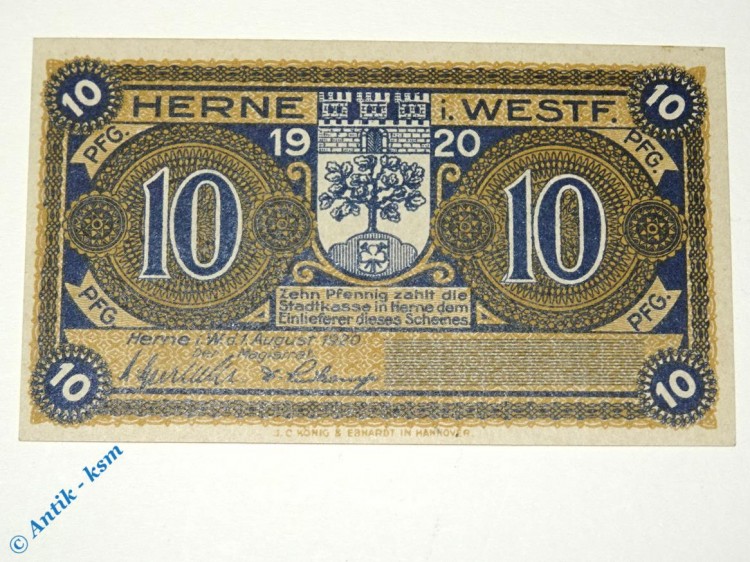 10 HERNE i. WESTF. 10
PFG. 19 20 PFG.
10 10
PFG. PFG.
Zehn Pfennig zahlt die
Stadtkasse in Herne dem
Einlieferer dieses Scheines
Herne i. W. d. 1. August 1920
Der Magistrat
10 10
J. C. KÖNIG & EBHARDT IN HANNOVER.
© Antik - ksm